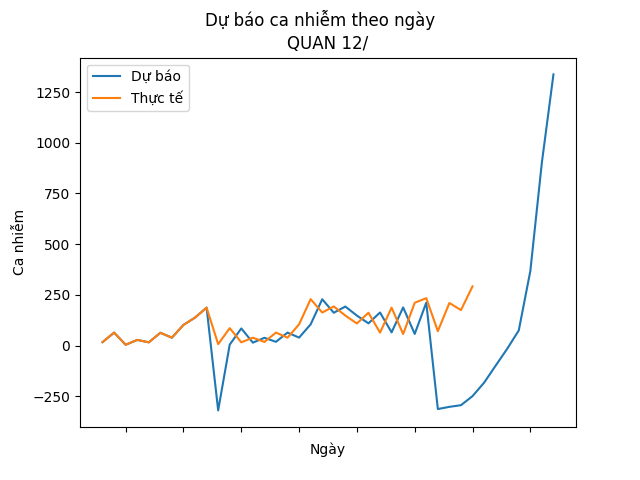 Dự báo ca nhiễm theo ngày
QUAN 12/
Dự báo
Thực tế
1250
1000
750
500
250
0
−250
Ca nhiễm
Ngày